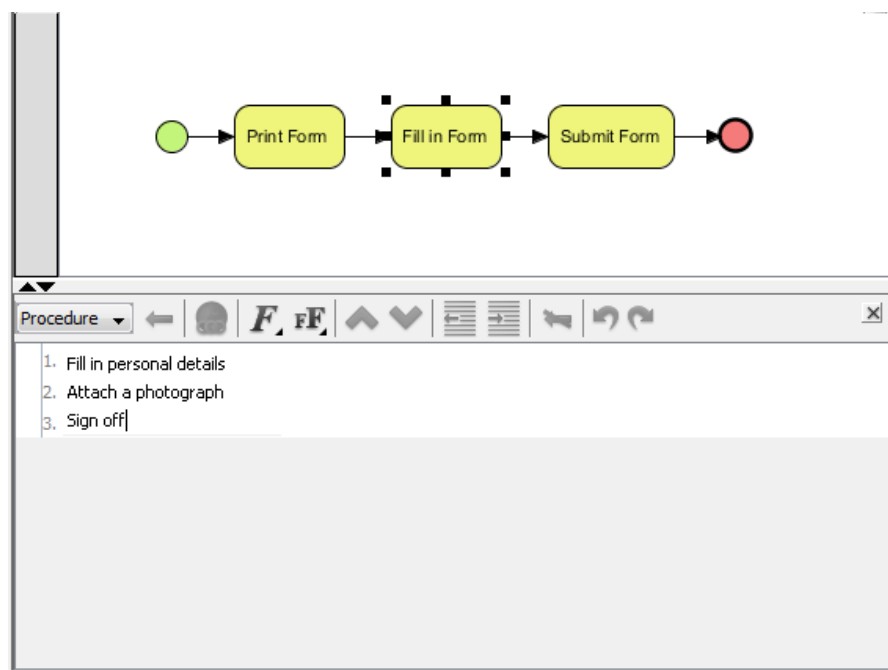 Print Form
Fill in Form
Submit Form
Procedure
F FF
1. Fill in personal details
2. Attach a photograph
3. Sign off